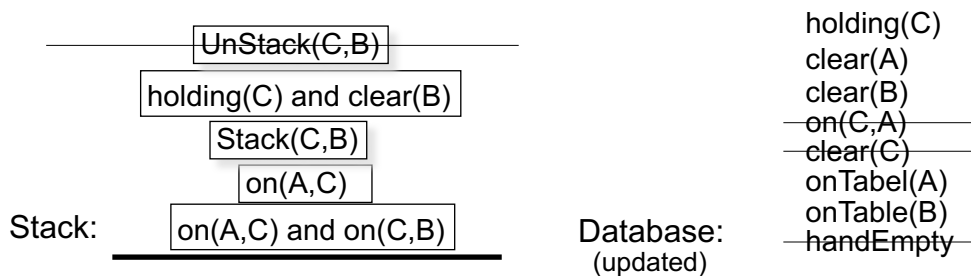 UnStack(C,B)
holding(C) and clear(B)
Stack(C,B)
on(A,C)
Stack:
on(A,C) and on(C,B)
holding(C)
clear(A)
clear(B)
on(C,A)
clear(C)
onTabel(A)
onTable(B)
handEmpty
Database:
(updated)